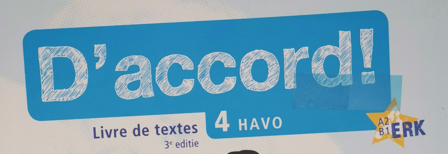 D'accord!
Livre de textes 4 HAVO
3e editie
A2
B1 ERK